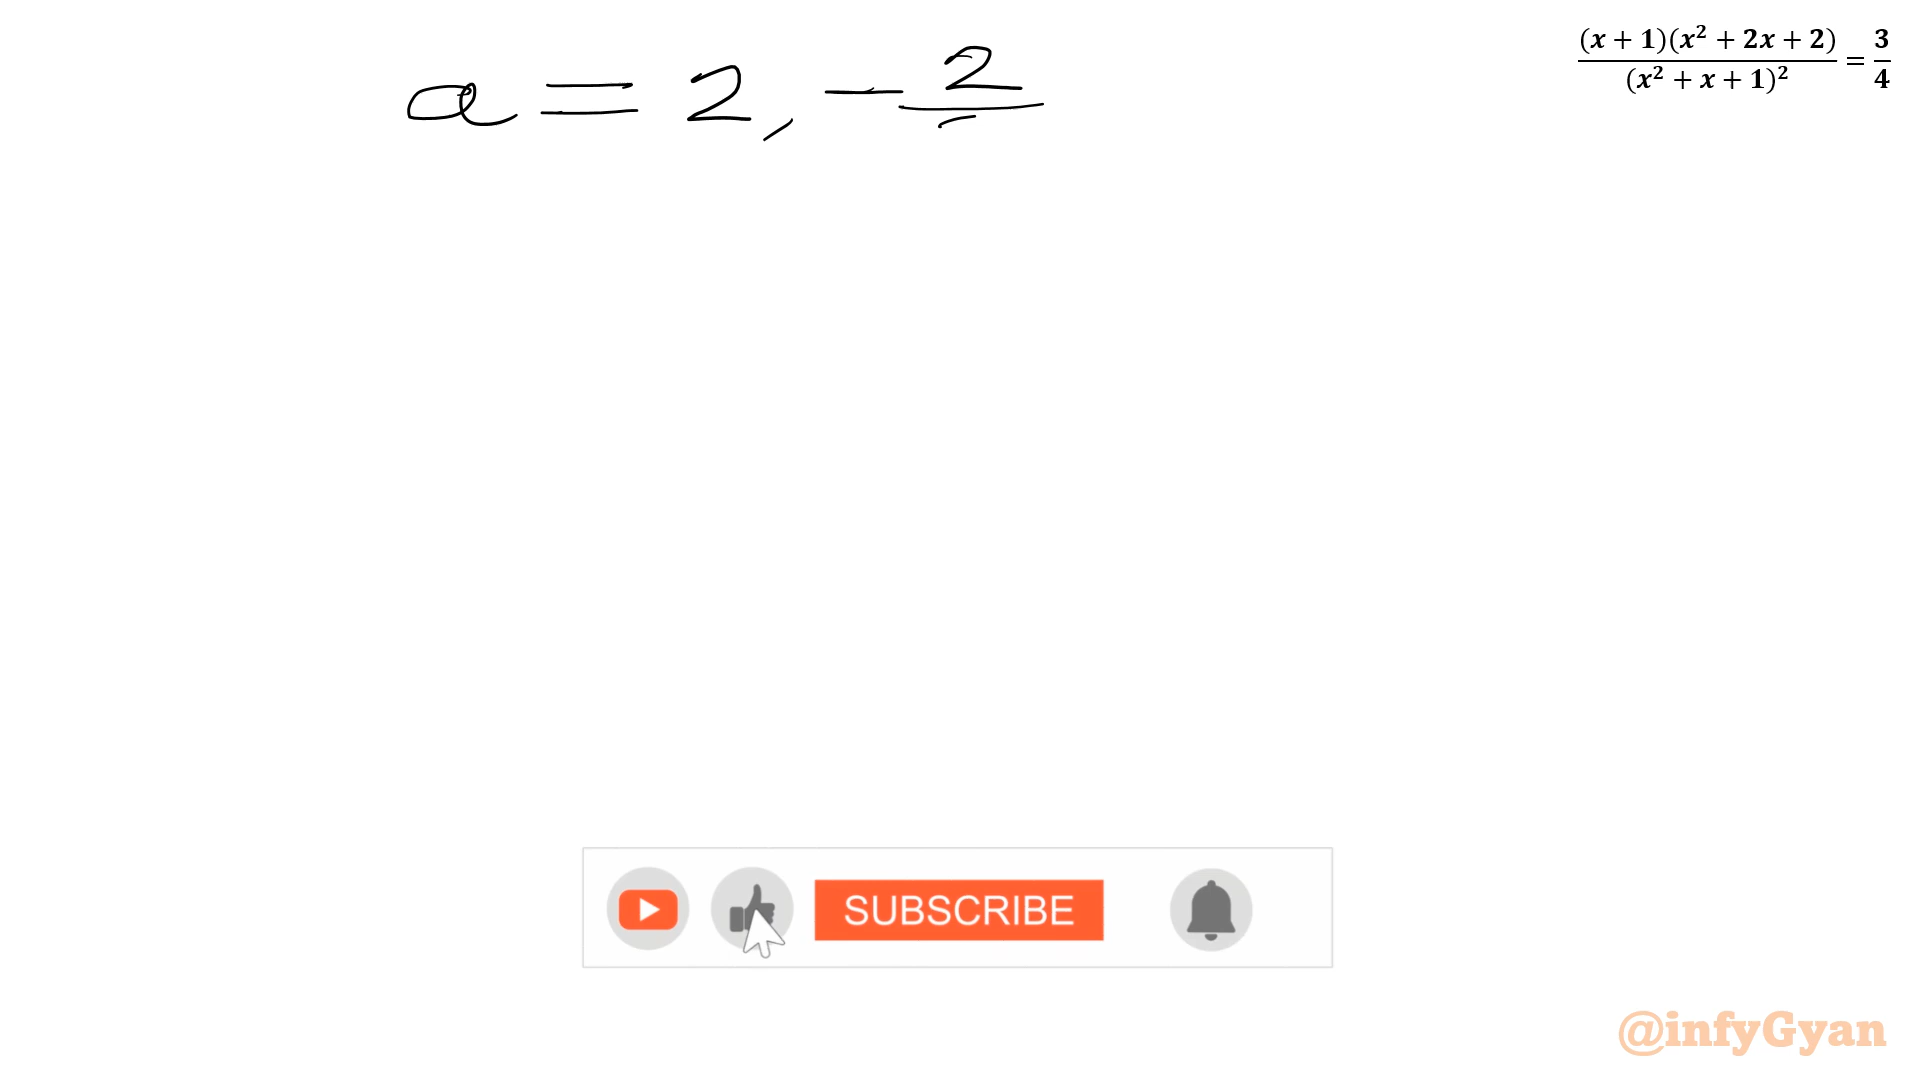 (x + 1)(x² + 2x + 2) / (x² + x + 1)² = 3/4
a = 2, - 2/
SUBSCRIBE
@infyGyan